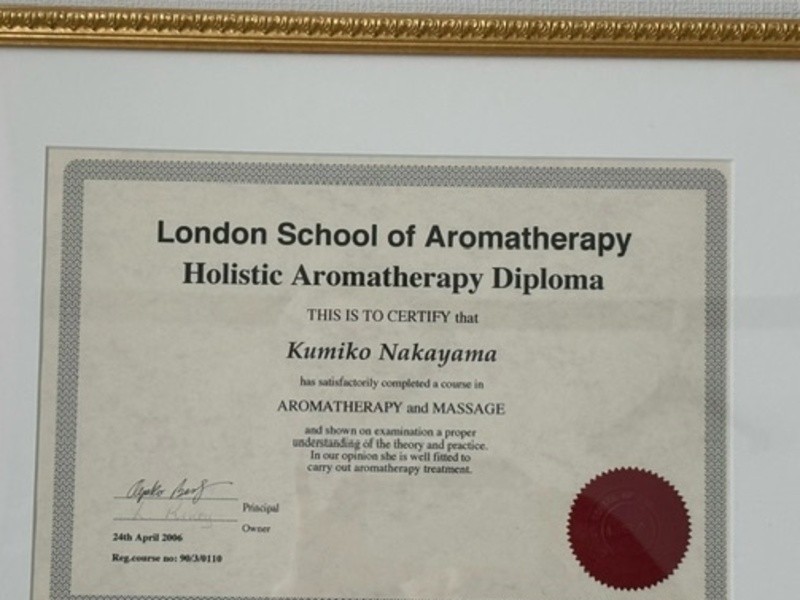 London School of Aromatherapy
Holistic Aromatherapy Diploma
THIS IS TO CERTIFY that
Kumiko Nakayama
has satisfactorily completed a course in
AROMATHERAPY and MASSAGE
and shown on examination a proper
understanding of the theory and practice.
In our opinion she is well fitted to
carry out aromatherapy treatment.
Principal
Owner
24th April 2006
Reg.course no: 90/3/0110